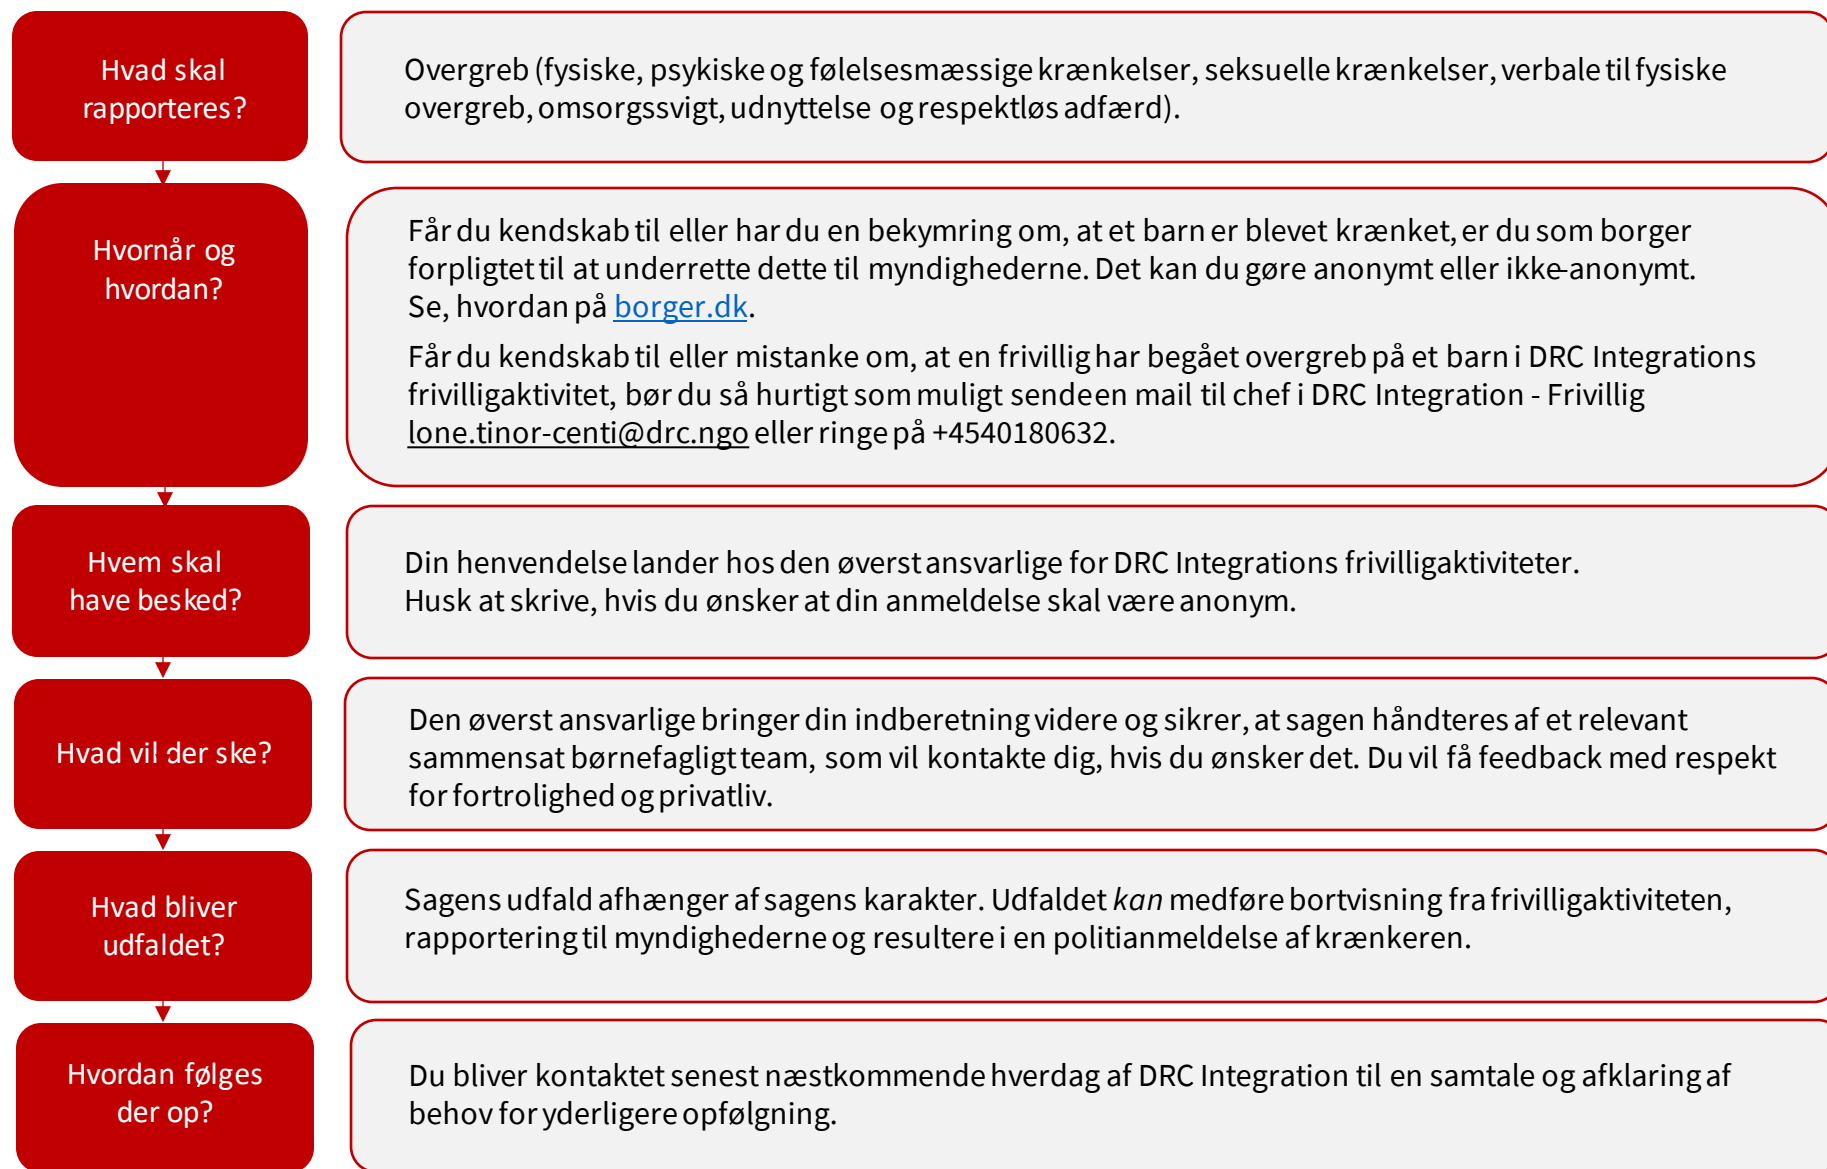 Hvad skal
rapporteres?
Overgreb (fysiske, psykiske og følelsesmæssige krænkelser, seksuelle krænkelser, verbale til fysiske
overgreb, omsorgssvigt, udnyttelse og respektløs adfærd).
Hvornår og
hvordan?
Får du kendskab til eller har du en bekymring om, at et barn er blevet krænket, er du som borger
forpligtet til at underrette dette til myndighederne. Det kan du gøre anonymt eller ikke-anonymt.
Se, hvordan på borger.dk.
Får du kendskab til eller mistanke om, at en frivillig har begået overgreb på et barn i DRC Integrations
frivilligaktivitet, bør du så hurtigt som muligt sende en mail til chef i DRC Integration - Frivillig
lone.tinor-centi@drc.ngo eller ringe på +4540180632.
Hvem skal
have besked?
Din henvendelse lander hos den øverst ansvarlige for DRC Integrations frivilligaktiviteter.
Husk at skrive, hvis du ønsker at din anmeldelse skal være anonym.
Hvad vil der ske?
Den øverst ansvarlige bringer din indberetning videre og sikrer, at sagen håndteres af et relevant
sammensat børnefagligt team, som vil kontakte dig, hvis du ønsker det. Du vil få feedback med respekt
for fortrolighed og privatliv.
Hvad bliver
udfaldet?
Sagens udfald afhænger af sagens karakter. Udfaldet kan medføre bortvisning fra frivilligaktiviteten,
rapportering til myndighederne og resultere i en politianmeldelse af krænkeren.
Hvordan følges
der op?
Du bliver kontaktet senest næstkommende hverdag af DRC Integration til en samtale og afklaring af
behov for yderligere opfølgning.